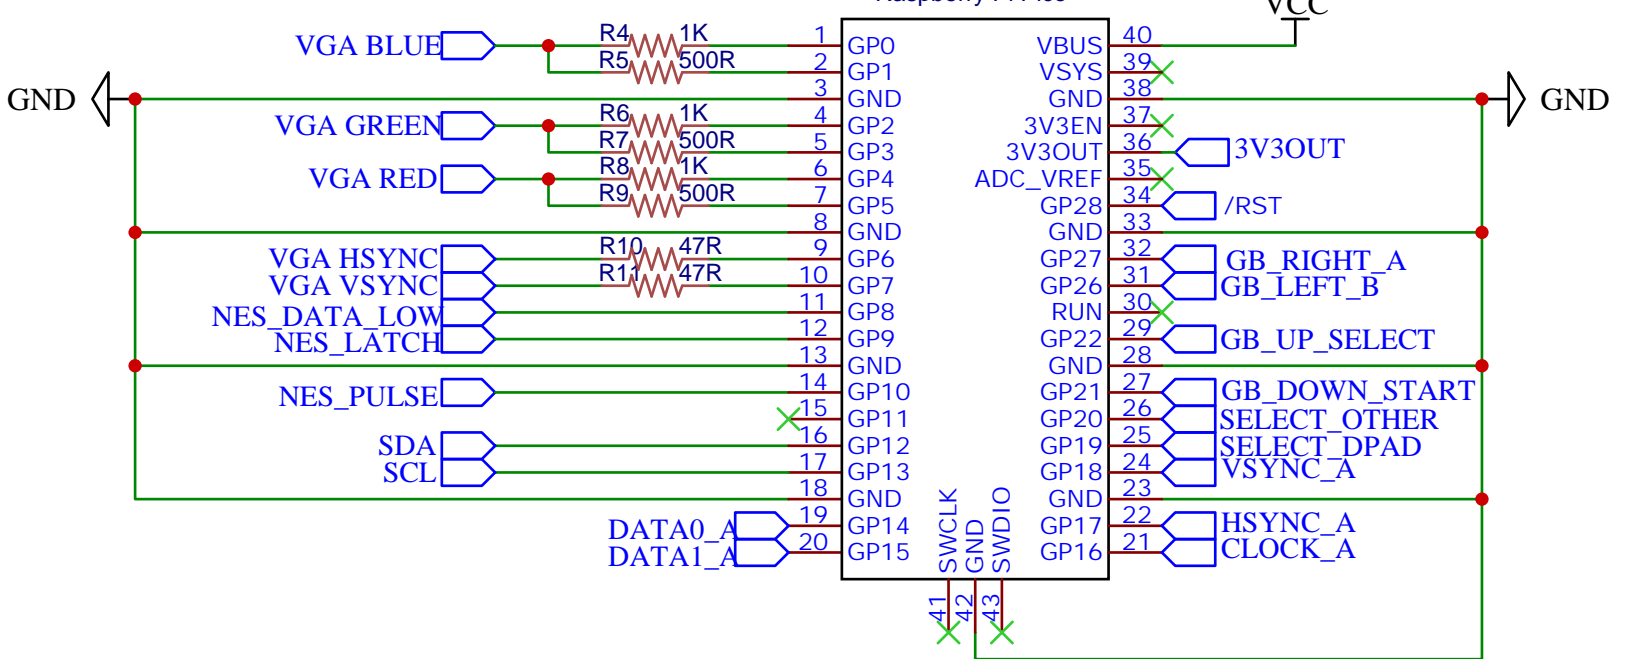 VCC
VGA BLUE R4 1K 1 GP0 VBUS 40
R5 500R 2 GP1 VSYS 39
GND 3 GND GND 38 GND
VGA GREEN R6 1K 4 GP2 3V3EN 37
R7 500R 5 GP3 3V3OUT 36 3V3OUT
VGA RED R8 1K 6 GP4 ADC_VREF 35
R9 500R 7 GP5 GP28 34 /RST
8 GND GND 33
VGA HSYNC R10 47R 9 GP6 GP27 32 GB_RIGHT_A
VGA VSYNC R11 47R 10 GP7 GP26 31 GB_LEFT_B
NES_DATA_LOW 11 GP8 RUN 30
NES_LATCH 12 GP9 GP22 29 GB_UP_SELECT
13 GND GND 28
NES_PULSE 14 GP10 GP21 27 GB_DOWN_START
15 GP11 GP20 26 SELECT_OTHER
SDA 16 GP12 GP19 25 SELECT_DPAD
SCL 17 GP13 GP18 24 VSYNC_A
18 GND GND 23
DATA0_A 19 GP14 GP17 22 HSYNC_A
DATA1_A 20 GP15 GP16 21 CLOCK_A
SWCLK GND SWDIO
41 42 43